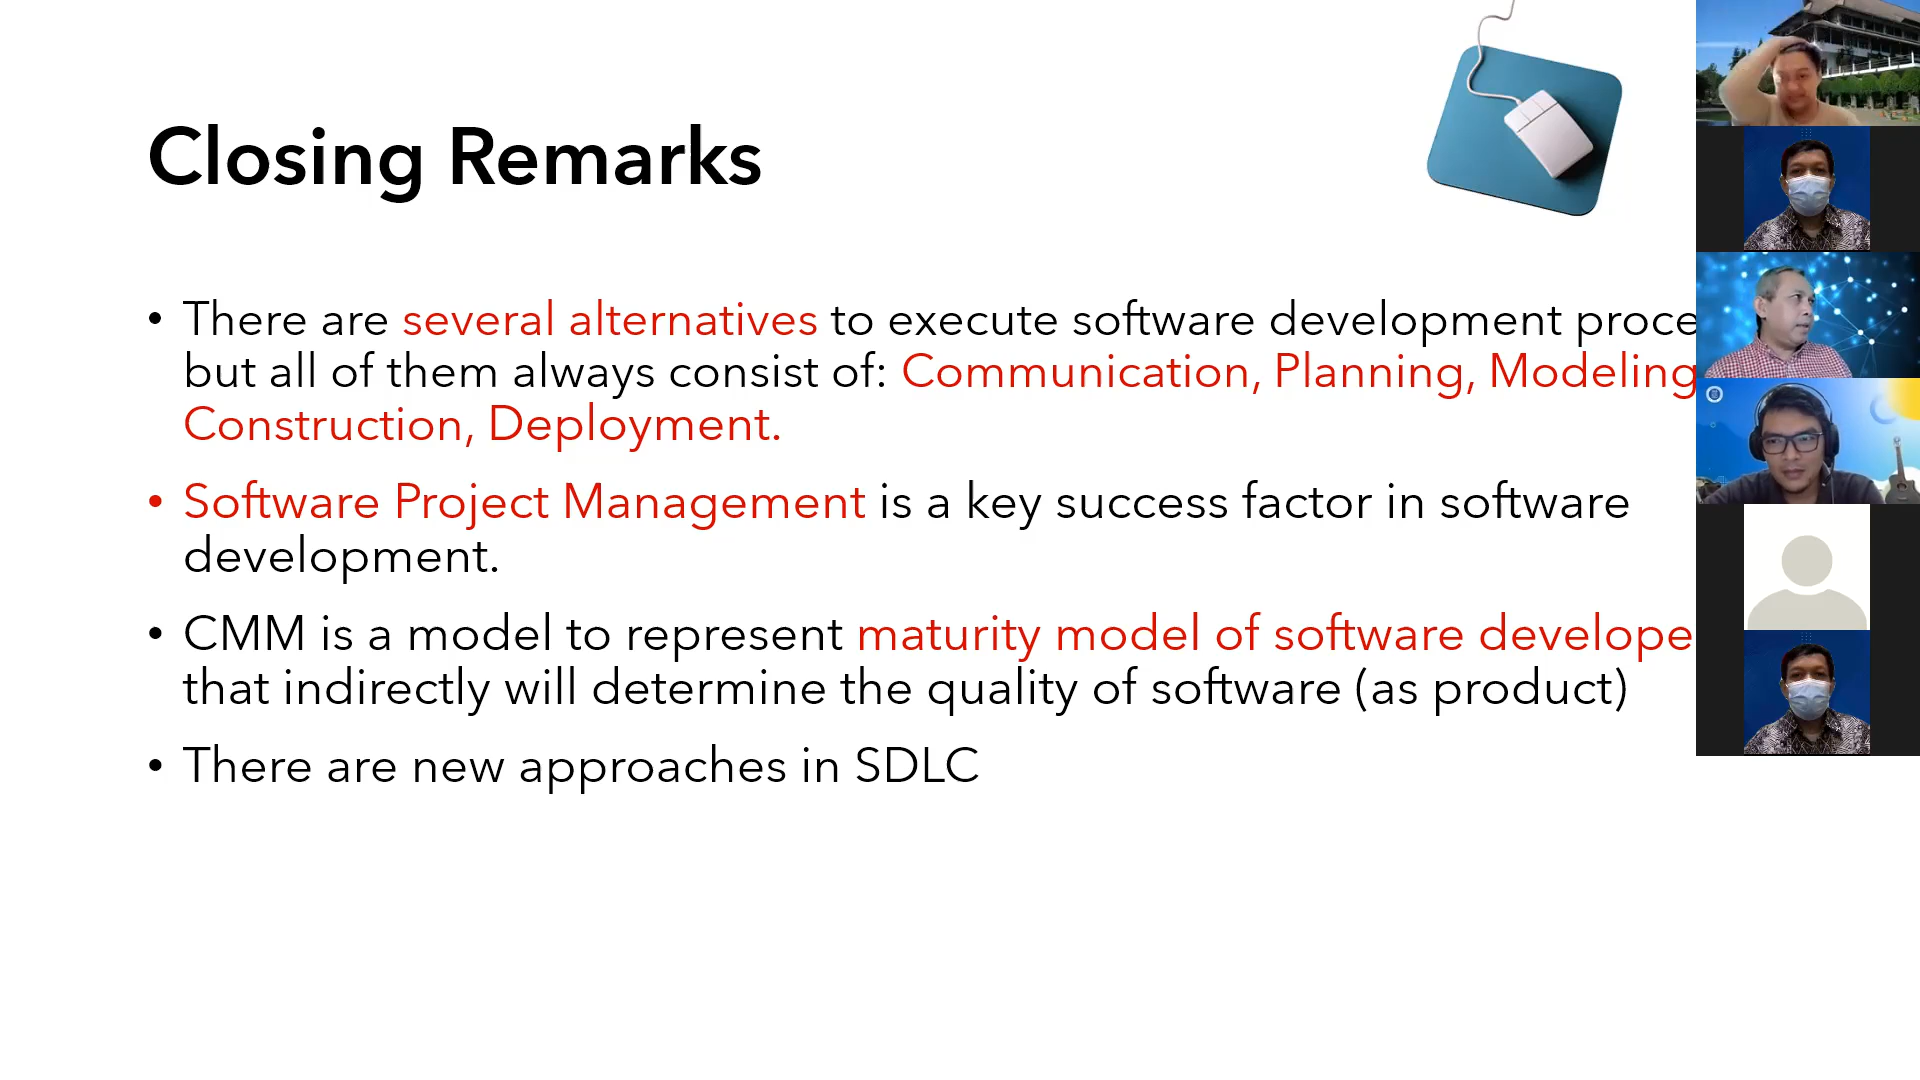 Closing Remarks
• There are several alternatives to execute software development
but all of them always consist of: Communication, Planning, Modeling
Construction, Deployment.
• Software Project Management is a key success factor in software
development.
• CMM is a model to represent maturity model of software
that indirectly will determine the quality of software (as product)
• There are new approaches in SDLC